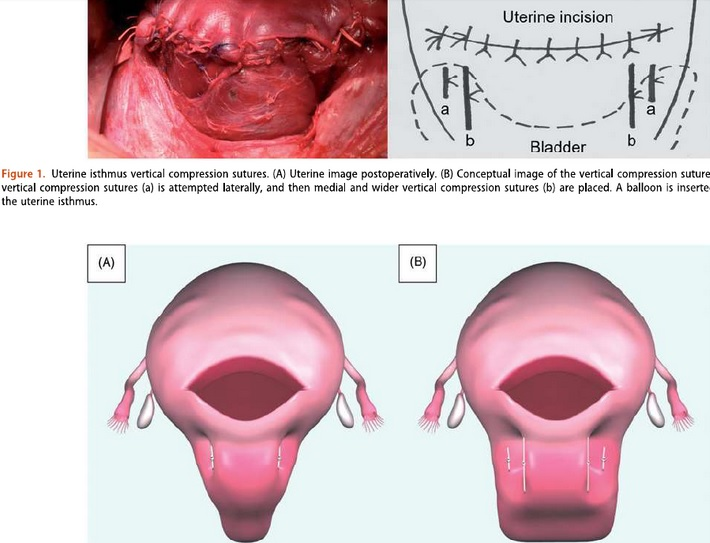 Uterine incision
a
b
b
a
Bladder
Figure 1. Uterine isthmus vertical compression sutures. (A) Uterine image postoperatively. (B) Conceptual image of the vertical compression suture
vertical compression sutures (a) is attempted laterally, and then medial and wider vertical compression sutures (b) are placed. A balloon is inserte
the uterine isthmus.
(A)
(B)